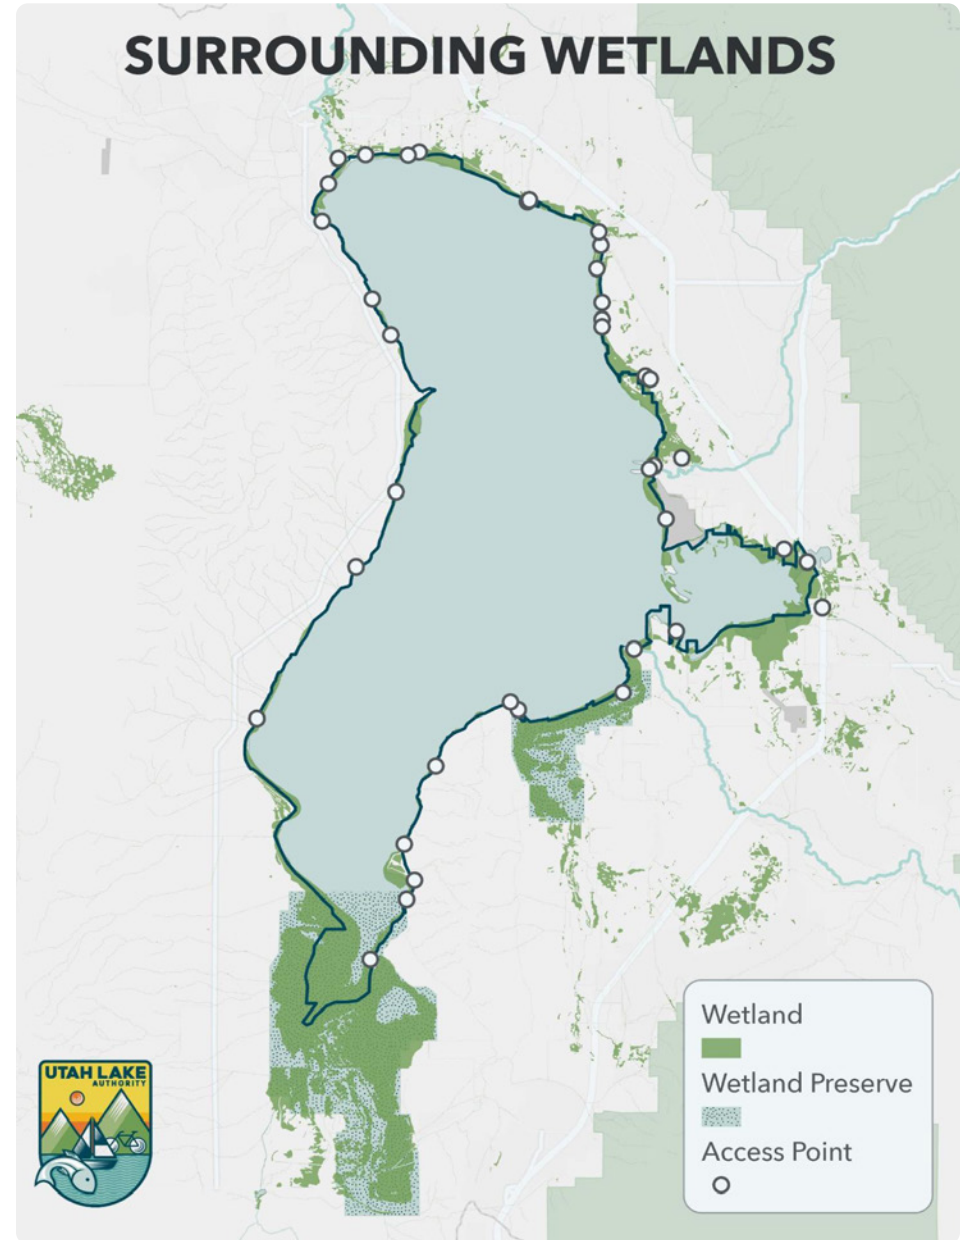 SURROUNDING WETLANDS
Wetland
Wetland Preserve
Access Point
UTAH LAKE
AUTHORITY